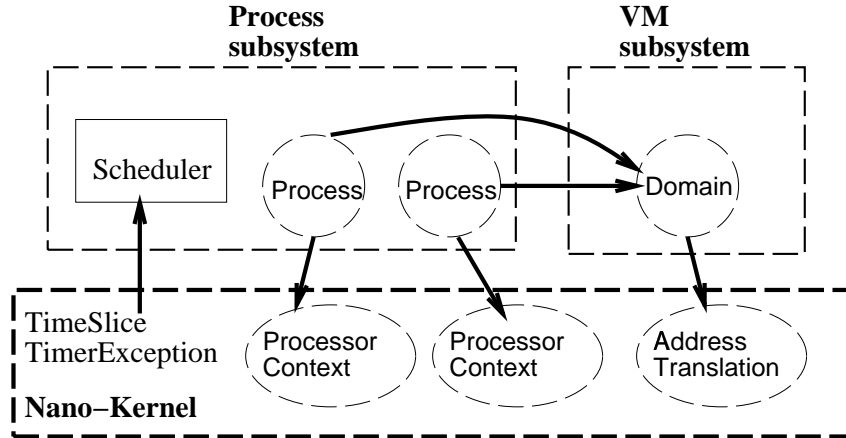 Process
subsystem
VM
subsystem
Scheduler
Process
Process
Domain
TimeSlice
TimerException
Processor
Context
Processor
Context
Address
Translation
Nano−Kernel